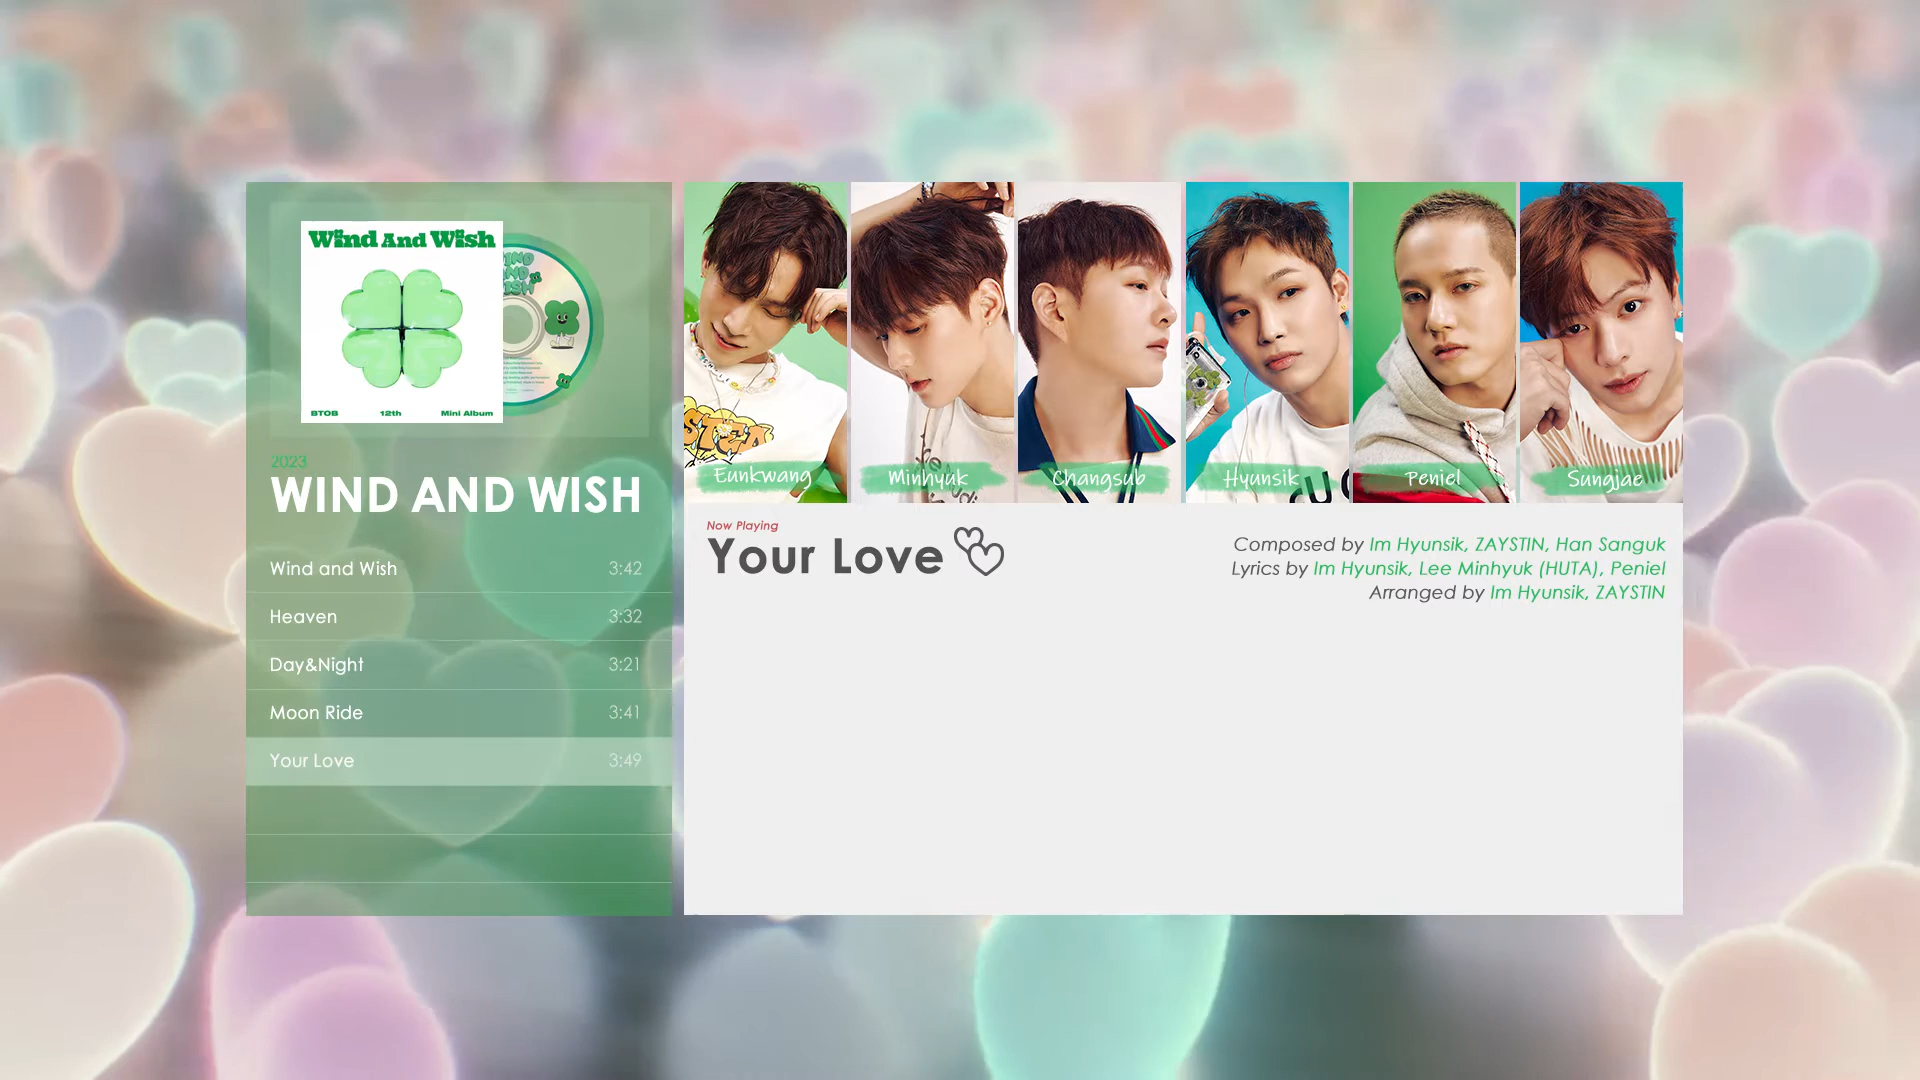 Wind And Wish
WIND
AND
WISH
BTOB 12th Mini Album
2023
WIND AND WISH
Wind and Wish 3:42
Heaven 3:32
Day&Night 3:21
Moon Ride 3:41
Your Love 3:49
Eunkwang
Minhyuk
Changsub
Hyunsik
Peniel
Sungjae
Now Playing
Your Love
Composed by Im Hyunsik, ZAYSTIN, Han Sanguk
Lyrics by Im Hyunsik, Lee Minhyuk (HUTA), Peniel
Arranged by Im Hyunsik, ZAYSTIN